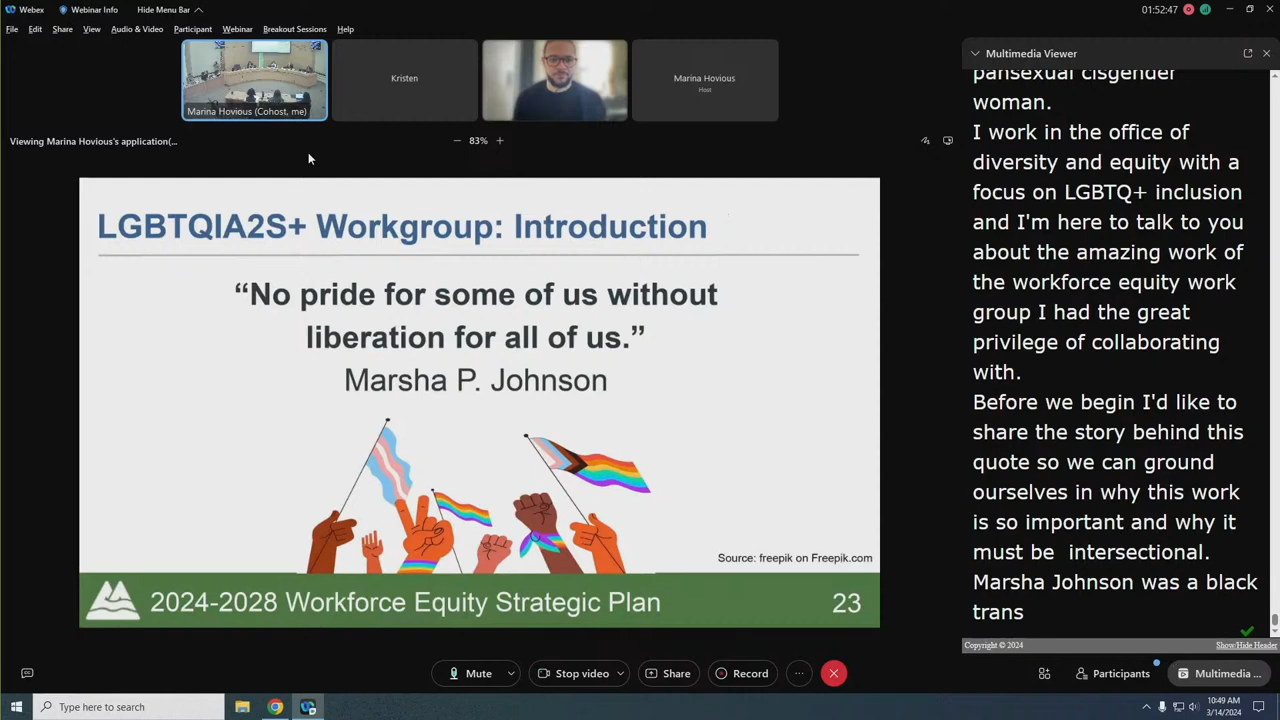 Webex
Webinar Info
Hide Menu Bar
01:52:47
File Edit Share View Audio & Video Participant Webinar Breakout Sessions Help
Marina Hovious (Cohost, me)
Kristen
Marina Hovious
Host
Viewing Marina Hovious's application(...
83%
LGBTQIA2S+ Workgroup: Introduction
“No pride for some of us without
liberation for all of us.”
Marsha P. Johnson
Source: freepik on Freepik.com
2024-2028 Workforce Equity Strategic Plan
23
Multimedia Viewer
pansexual cisgender
woman.
I work in the office of
diversity and equity with a
focus on LGBTQ+ inclusion
and I'm here to talk to you
about the amazing work of
the workforce equity work
group I had the great
privilege of collaborating
with.
Before we begin I'd like to
share the story behind this
quote so we can ground
ourselves in why this work
is so important and why it
must be  intersectional.
Marsha Johnson was a black
trans
Copyright © 2024
Show/Hide Header
Mute
Stop video
Share
Record
Participants
Multimedia ...
Type here to search
10:49 AM
3/14/2024